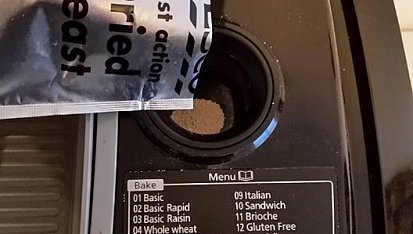 st action
ried
east
Menu
Bake
01 Basic
02 Basic Rapid
03 Basic Raisin
04 Whole wheat
09 Italian
10 Sandwich
11 Brioche
12 Gluten Free